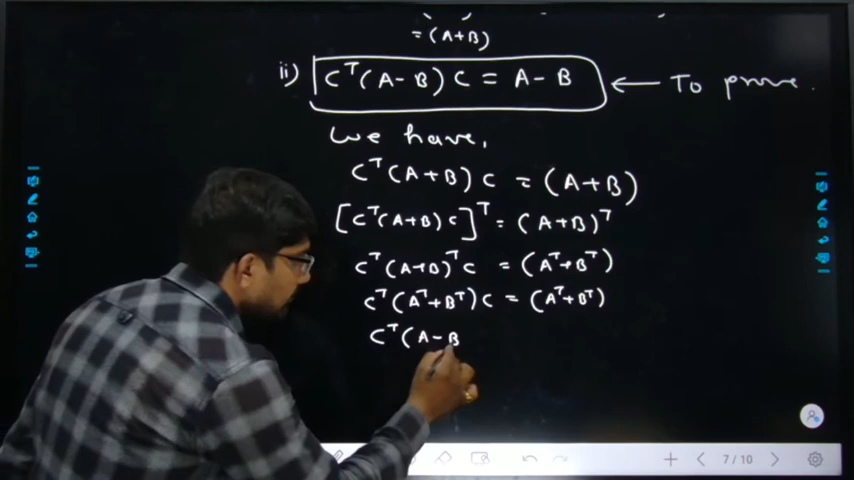 = (A+B)
ii) Cᵀ(A-B) C = A-B ← To prove.
We have,
Cᵀ(A+B) C = (A+B)
[Cᵀ(A+B) C]ᵀ = (A+B)ᵀ
Cᵀ(A+B)ᵀC = (Aᵀ+Bᵀ)
Cᵀ(Aᵀ+Bᵀ) C = (Aᵀ+Bᵀ)
Cᵀ(A-B
7/10